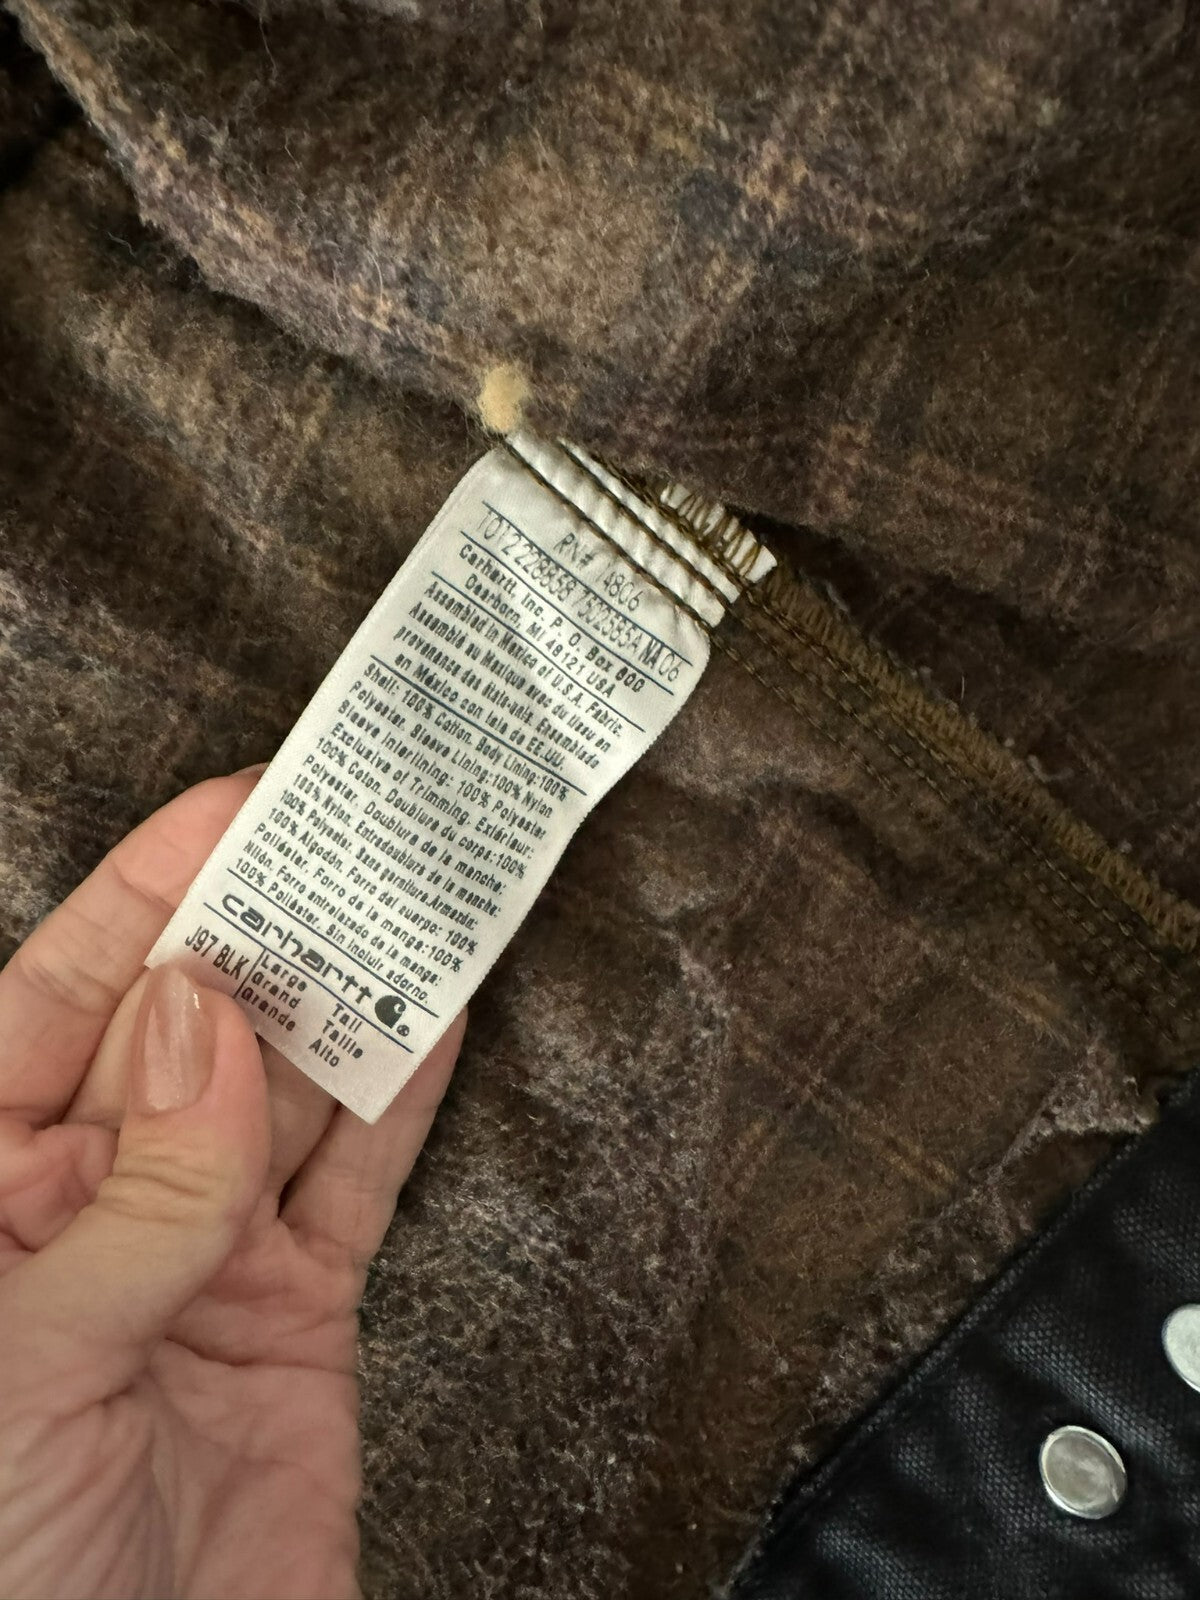 RN# 14806
T012228858 7502565A NA 06
Carhartt, Inc. P. O. Box 600
Dearborn, MI 48121 USA
Assembled in Mexico of U.S.A. Fabric.
Assemblé au Mexique avec du tissu en
provenance des états-unix. Ensamblado
en México con tela de EE.UU.
Shell: 100% Cotton. Body Lining:100%
Polyester. Sleeve Lining:100% Nylon
Sleeve Interlining: 100% Polyester
Exclusive of Trimming. Extérieur:
100% Coton. Doublure du corps:100%
Polyester. Doublure de la manche:
100% Nylon. Entredoublure de la manche:
100% Polyester. Sans garniture. Armazón:
100% Algodón. Forro del cuerpo: 100%
Poliéster. Forro de la manga:100%
Nilón. Forro entrelazado de la manga:
100% Poliéster. Sin incluir adorno.
carhartt ®
J97 BLK Large Tall
Grand Taille
Grande Alto